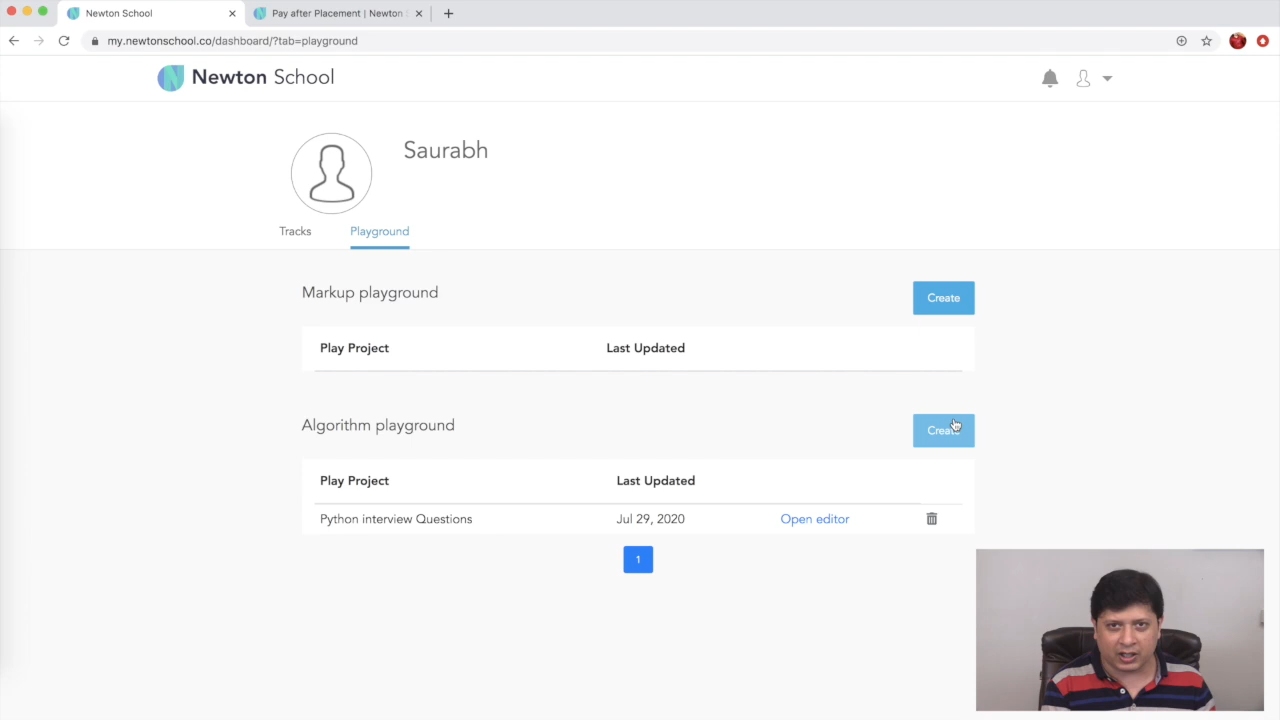 Newton School
Pay after Placement | Newton
my.newtonschool.co/dashboard/?tab=playground
Newton School
Saurabh
Tracks Playground
Markup playground Create
Play Project Last Updated
Algorithm playground Create
Play Project Last Updated
Python interview Questions Jul 29, 2020 Open editor
1